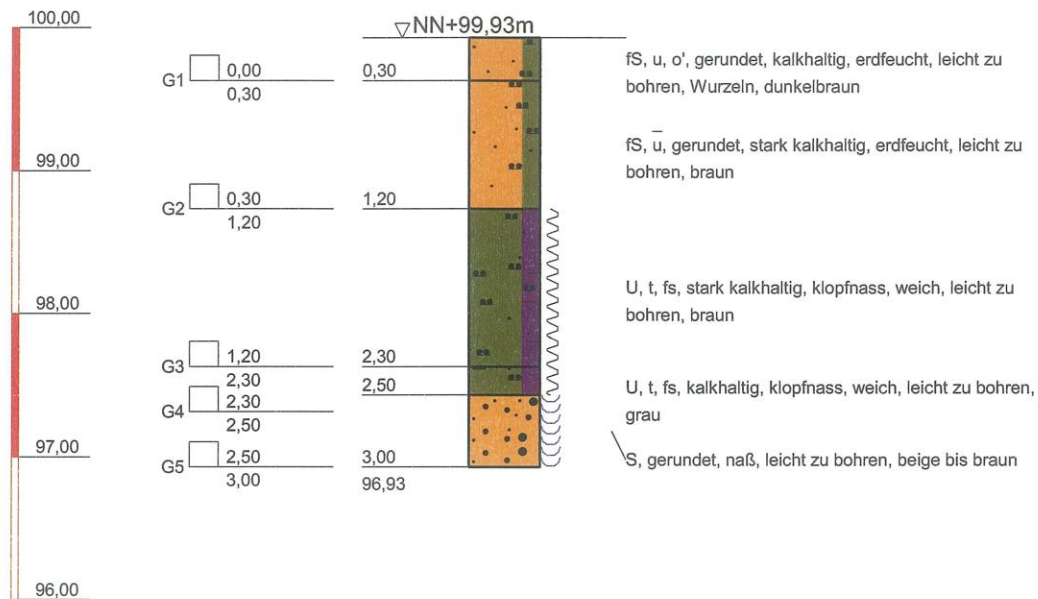 100,00
NN+99,93m
G1 0,00 0,30
0,30
fS, u, o', gerundet, kalkhaltig, erdfeucht, leicht zu
bohren, Wurzeln, dunkelbraun
99,00
fS, u̅, gerundet, stark kalkhaltig, erdfeucht, leicht zu
bohren, braun
G2 0,30 1,20
1,20
98,00
U, t, fs, stark kalkhaltig, klopfnass, weich, leicht zu
bohren, braun
G3 1,20 2,30
2,30
G4 2,30 2,50
2,50
U, t, fs, kalkhaltig, klopfnass, weich, leicht zu bohren,
grau
97,00
G5 2,50 3,00
3,00 96,93
S, gerundet, naß, leicht zu bohren, beige bis braun
96,00